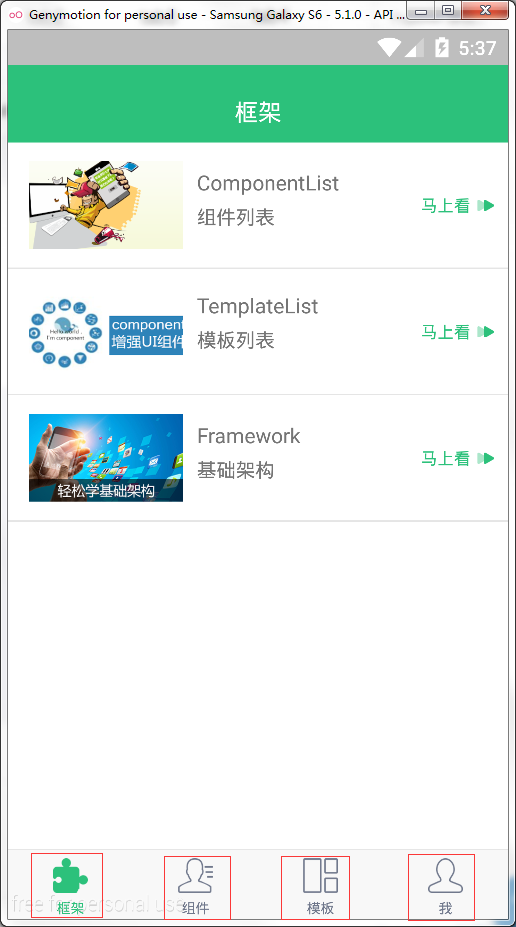 Genymotion for personal use - Samsung Galaxy S6 - 5.1.0 - API ...
5:37
框架
ComponentList
组件列表
马上看
Hello world...
I'm component
component
增强UI组件
TemplateList
模板列表
马上看
轻松学基础架构
Framework
基础架构
马上看
free for personal use
框架
组件
模板
我